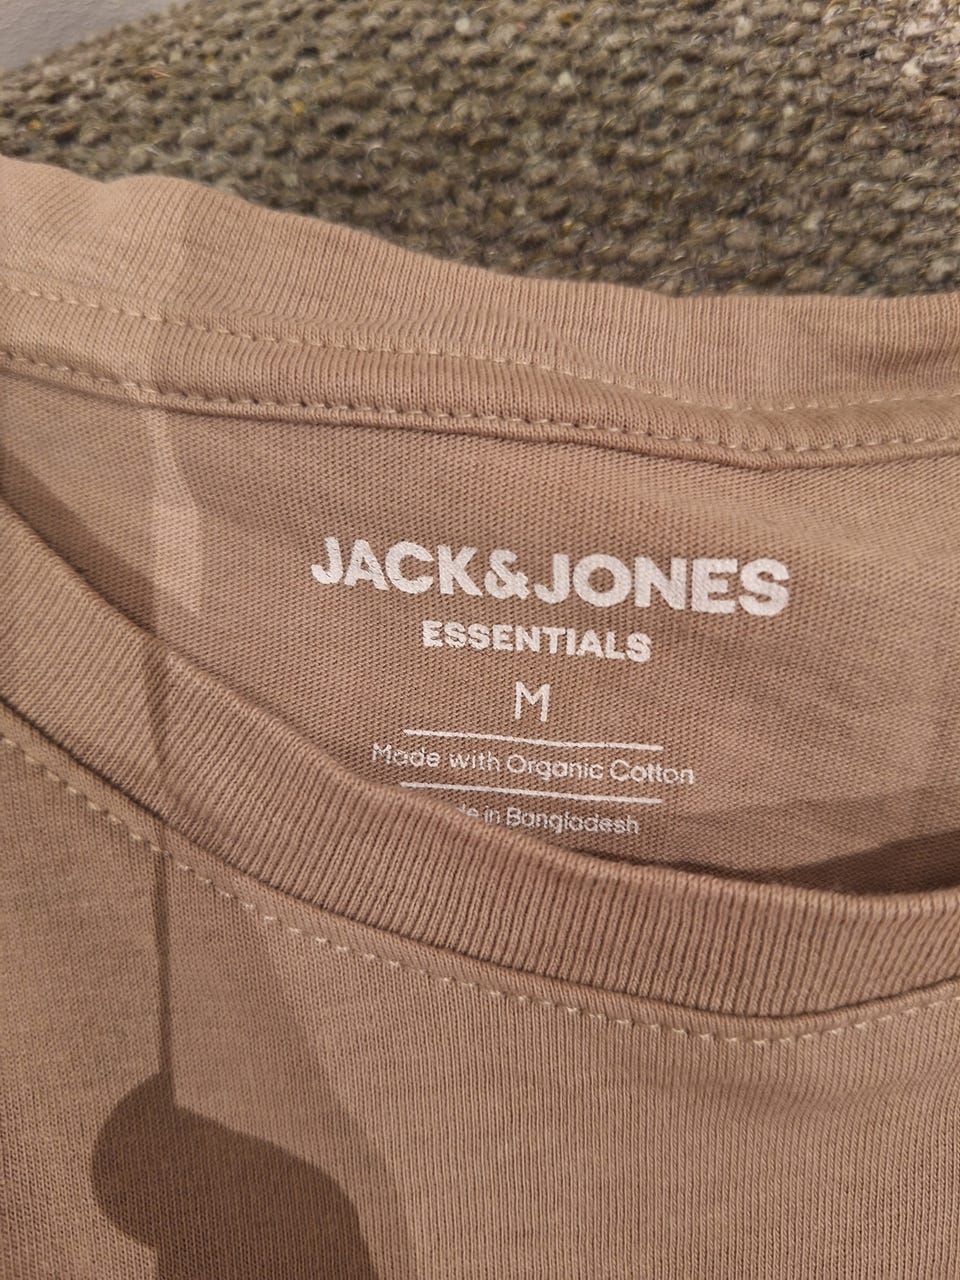 JACK&JONES
ESSENTIALS
M
Made with Organic Cotton
in Bangladesh